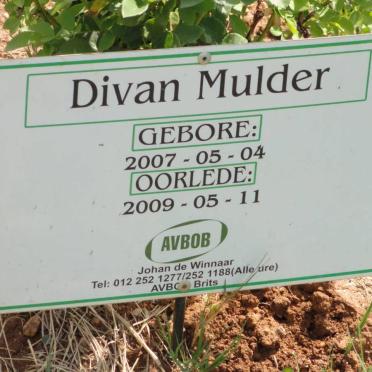 Divan Mulder
GEBORE:
2007 - 05 - 04
OORLEDE:
2009 - 05 - 11
AVBOB
Johan de Winnaar
Tel: 012 252 1277/252 1188(Alle ure)
AVBOB Brits